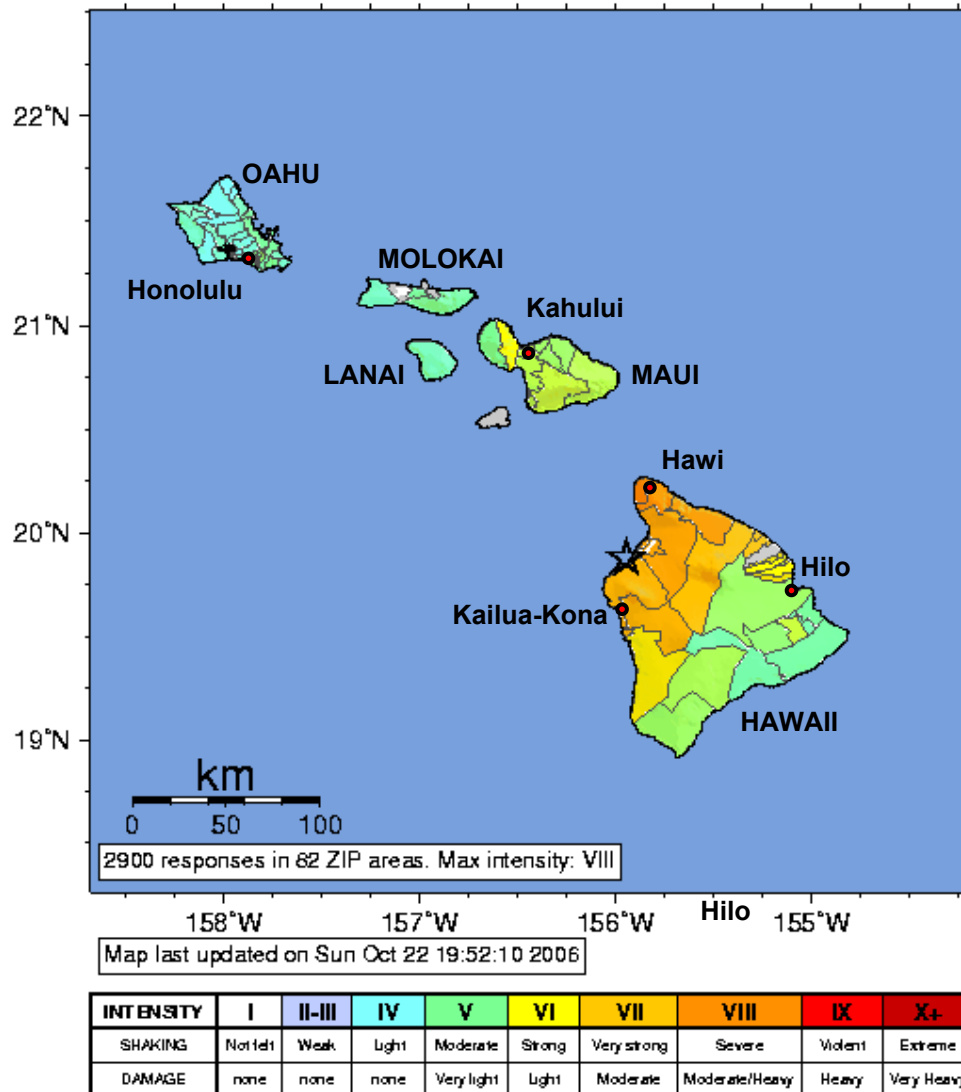 22°N
OAHU
MOLOKAI
Honolulu
Kahului
21°N
LANAI
MAUI
Hawi
20°N
Hilo
Kailua-Kona
HAWAII
19°N
km
0 50 100
2900 responses in 62 ZIP areas. Max intensity: VIII
158°W 157°W 156°W 155°W
Hilo
Map last updated on Sun Oct 22 19:52:10 2006
INTENSITY I II-III IV V VI VII VIII IX X+
SHAKING Not felt Weak Light Moderate Strong Very strong Severe Violent Extreme
DAMAGE none none none Very light Light Moderate Moderate/Heavy Heavy Very Heavy